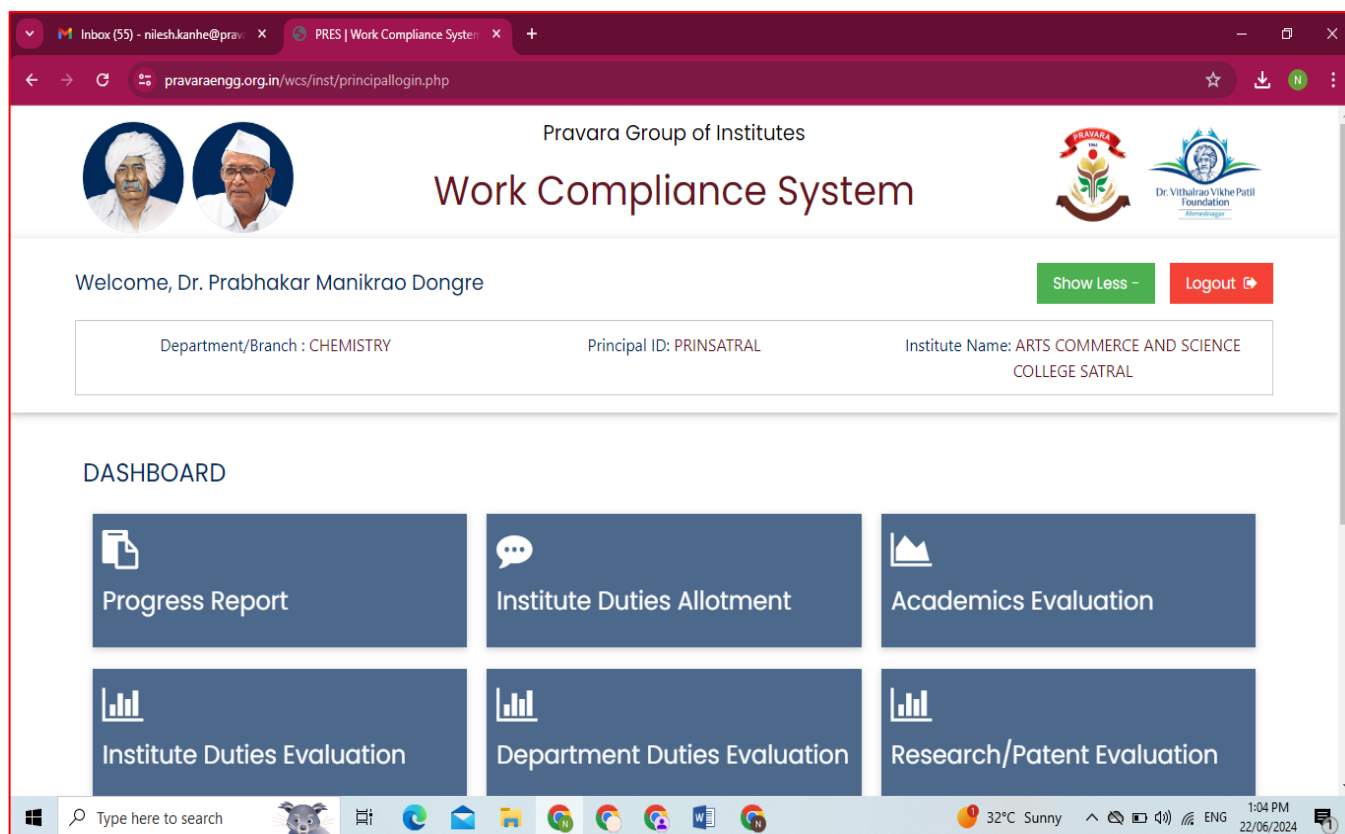 Inbox (55) - nilesh.kanhe@prav
PRES | Work Compliance System
pravaraengg.org.in/wcs/inst/principallogin.php
Pravara Group of Institutes
Work Compliance System
PRAVARA
1964
Dr. Vithalrao Vikhe Patil
Foundation
Ahmednagar
Welcome, Dr. Prabhakar Manikrao Dongre
Show Less -
Logout
Department/Branch : CHEMISTRY
Principal ID: PRINSATRAL
Institute Name: ARTS COMMERCE AND SCIENCE
COLLEGE SATRAL
DASHBOARD
Progress Report
Institute Duties Allotment
Academics Evaluation
Institute Duties Evaluation
Department Duties Evaluation
Research/Patent Evaluation
Type here to search
32°C Sunny
ENG
1:04 PM
22/06/2024